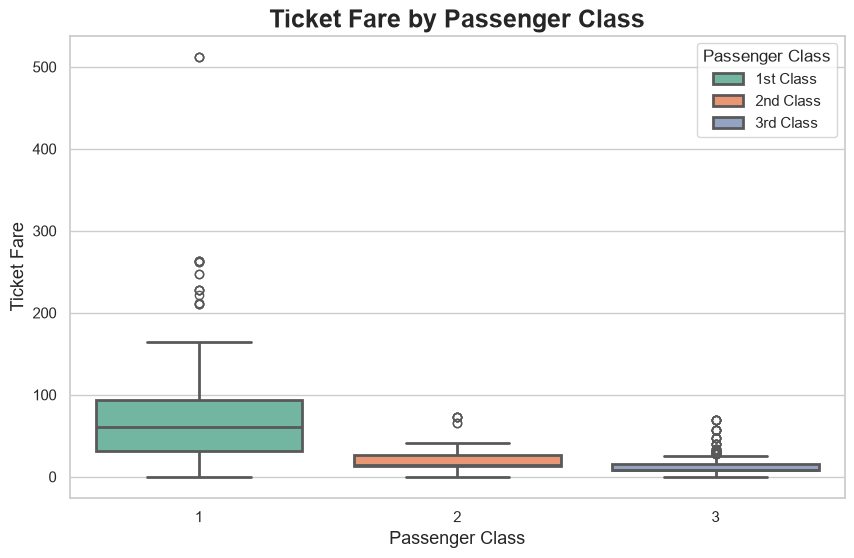 Ticket Fare by Passenger Class
Passenger Class
1st Class
2nd Class
3rd Class
500
400
300
200
100
0
Ticket Fare
1
2
3
Passenger Class